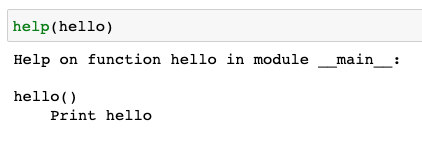 help(hello)
Help on function hello in module __main__:
hello()
Print hello